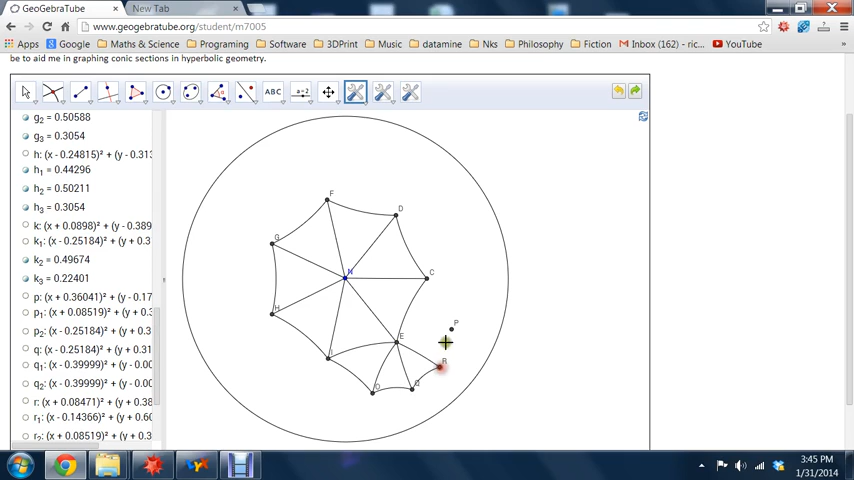 GeoGebraTube
New Tab
www.geogebratube.org/student/m7005
Apps Google Maths & Science Programing Software 3DPrint Music datamine Nks Philosophy Fiction Inbox (162) - ric... YouTube
be to aid me in graphing conic sections in hyperbolic geometry.
ABC
a=2
g₂ = 0.50588
g₃ = 0.3054
h: (x - 0.24815)² + (y - 0.313
h₁ = 0.44296
h₂ = 0.50211
h₃ = 0.3054
k: (x + 0.0898)² + (y - 0.389
k₁: (x - 0.25184)² + (y + 0.3
k₂ = 0.49674
k₃ = 0.22401
p: (x + 0.36041)² + (y - 0.17
p₁: (x + 0.08519)² + (y + 0.3
p₂: (x - 0.25184)² + (y + 0.3
q: (x - 0.25184)² + (y + 0.31
q₁: (x - 0.39999)² + (y - 0.00
q₂: (x - 0.39999)² + (y - 0.00
r: (x + 0.08471)² + (y + 0.38
r₁: (x - 0.14366)² + (y + 0.60
r₂: (x + 0.08519)² + (y + 0.3
F
D
G
N
C
H
P
E
I
R
O
Q
3:45 PM
1/31/2014